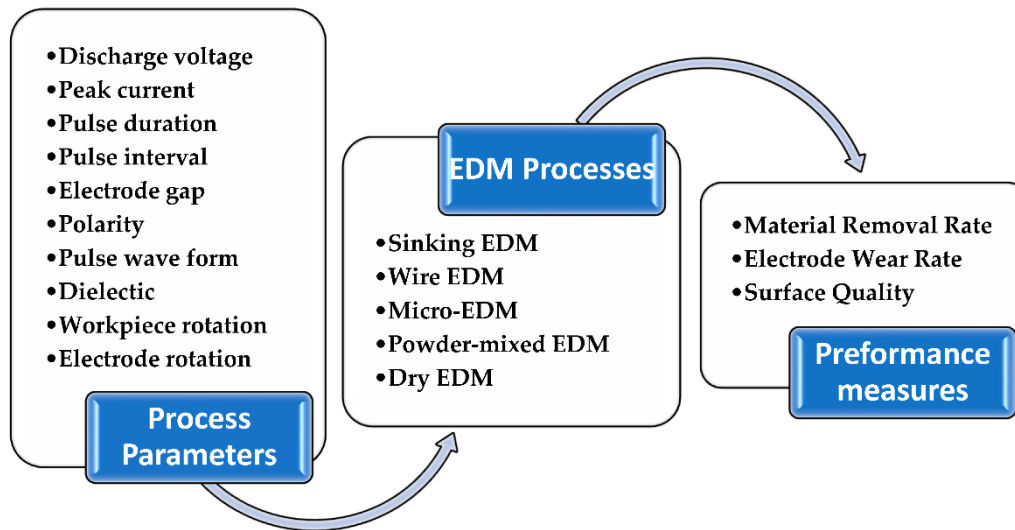 •Discharge voltage
•Peak current
•Pulse duration
•Pulse interval
•Electrode gap
•Polarity
•Pulse wave form
•Dielectic
•Workpiece rotation
•Electrode rotation
Process
Parameters
EDM Processes
•Sinking EDM
•Wire EDM
•Micro-EDM
•Powder-mixed EDM
•Dry EDM
•Material Removal Rate
•Electrode Wear Rate
•Surface Quality
Preformance
measures